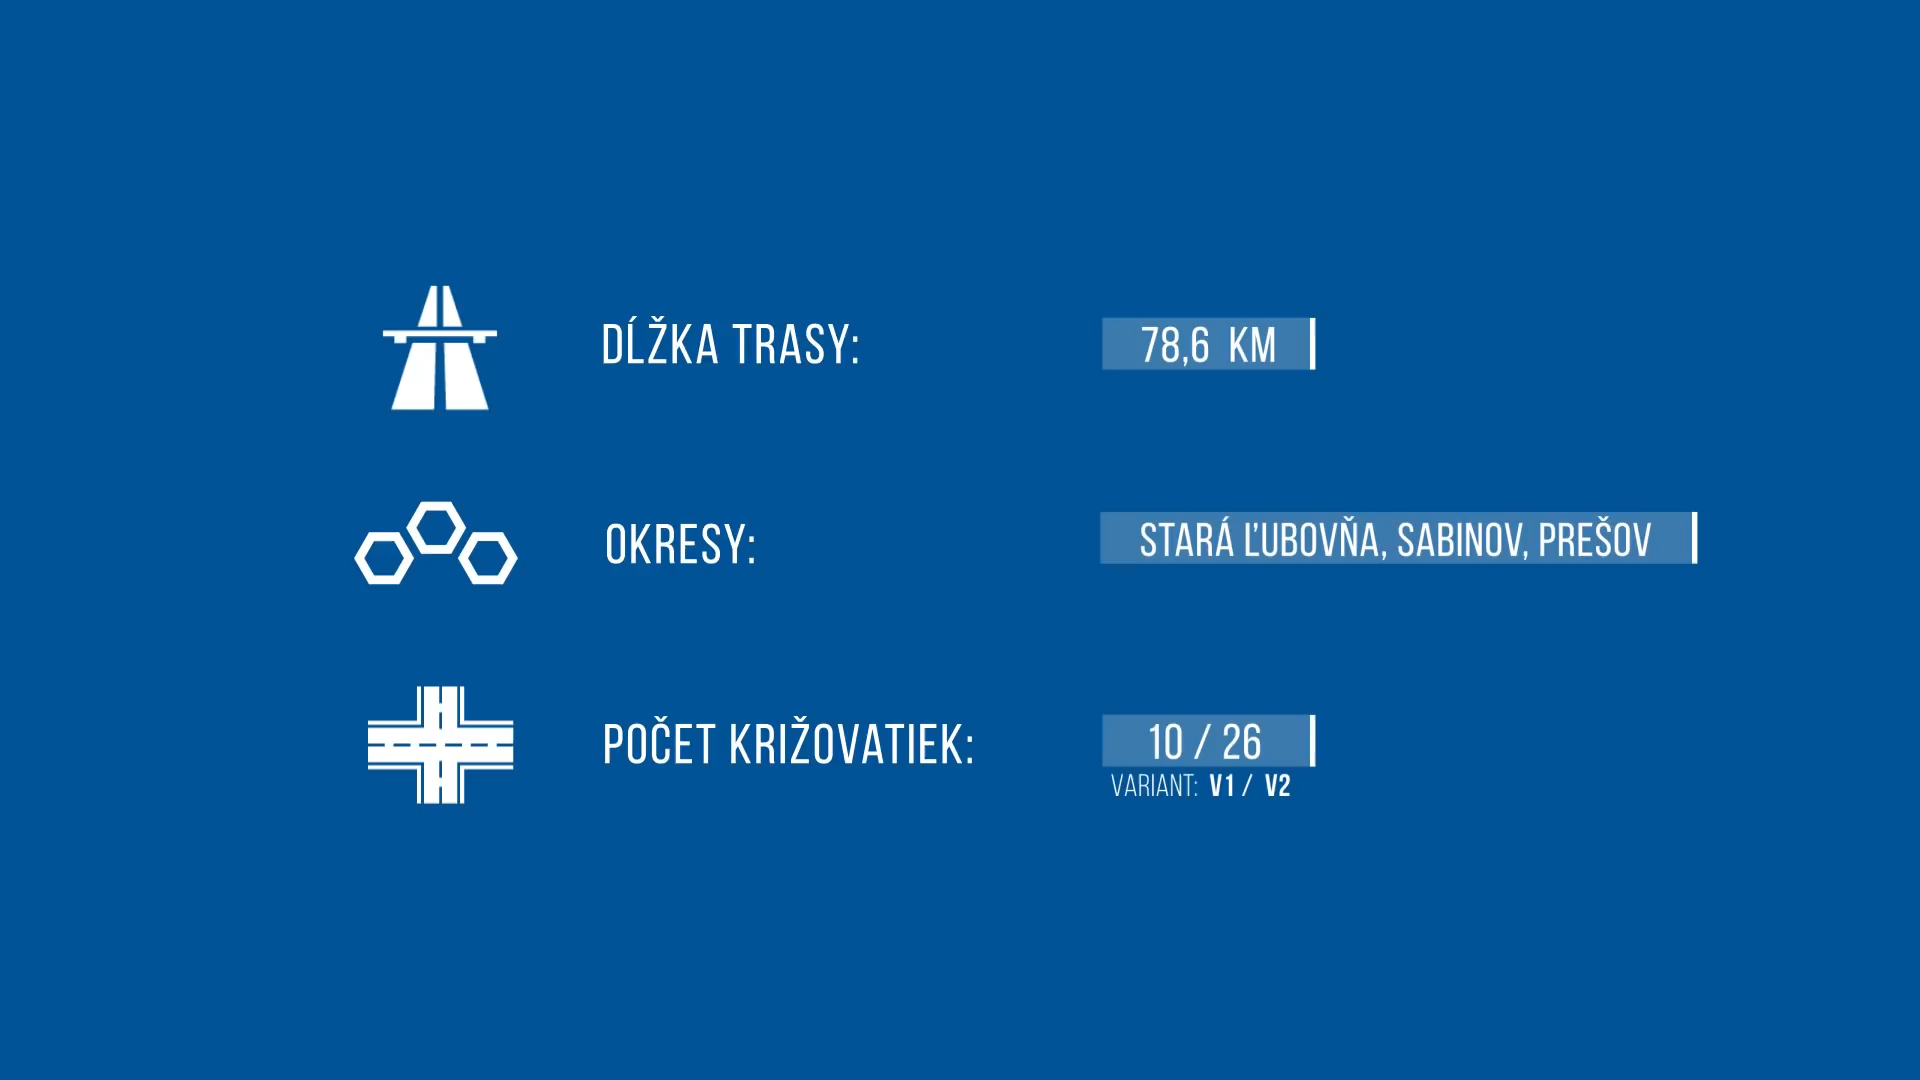 DĹŽKA TRASY: 78,6 KM
OKRESY: STARÁ ĽUBOVŇA, SABINOV, PREŠOV
POČET KRIŽOVATIEK: 10 / 26
VARIANT: V1 / V2